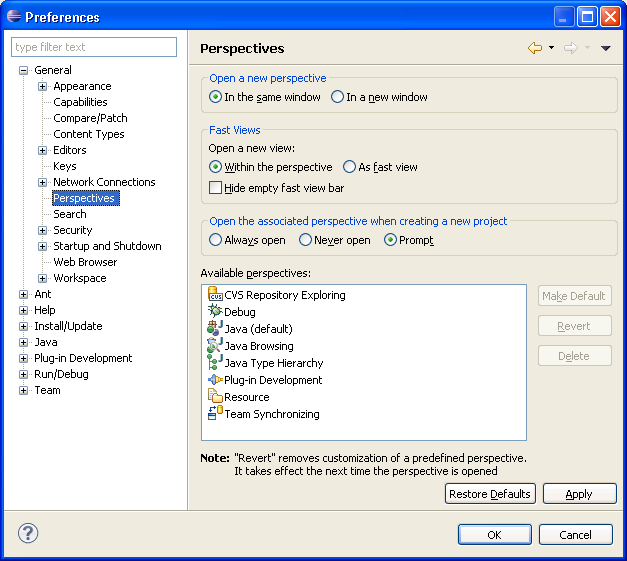 Preferences
type filter text
General
Appearance
Capabilities
Compare/Patch
Content Types
Editors
Keys
Network Connections
Perspectives
Search
Security
Startup and Shutdown
Web Browser
Workspace
Ant
Help
Install/Update
Java
Plug-in Development
Run/Debug
Team
Perspectives
Open a new perspective
In the same window In a new window
Fast Views
Open a new view:
Within the perspective As fast view
Hide empty fast view bar
Open the associated perspective when creating a new project
Always open Never open Prompt
Available perspectives:
CVS Repository Exploring
Debug
Java (default)
Java Browsing
Java Type Hierarchy
Plug-in Development
Resource
Team Synchronizing
Make Default
Revert
Delete
Note: "Revert" removes customization of a predefined perspective.
It takes effect the next time the perspective is opened
Restore Defaults Apply
OK Cancel